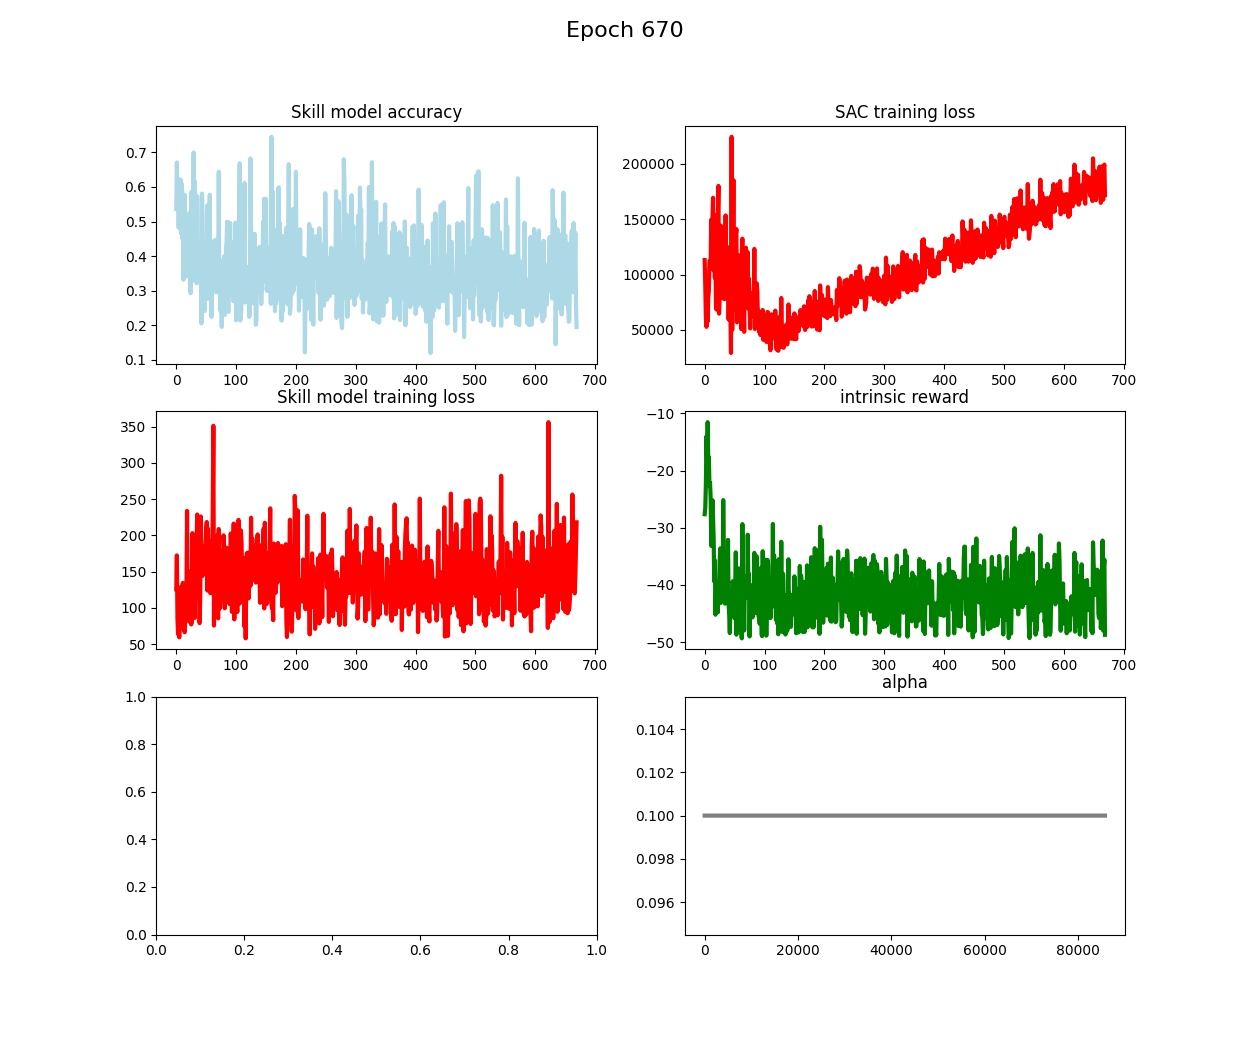 Epoch 670
Skill model accuracy
0.7
0.6
0.5
0.4
0.3
0.2
0.1
0 100 200 300 400 500 600 700
SAC training loss
200000
150000
100000
50000
0 100 200 300 400 500 600 700
Skill model training loss
350
300
250
200
150
100
50
0 100 200 300 400 500 600 700
intrinsic reward
−10
−20
−30
−40
−50
0 100 200 300 400 500 600 700
1.0
0.8
0.6
0.4
0.2
0.0
0.0 0.2 0.4 0.6 0.8 1.0
alpha
0.104
0.102
0.100
0.098
0.096
0 20000 40000 60000 80000